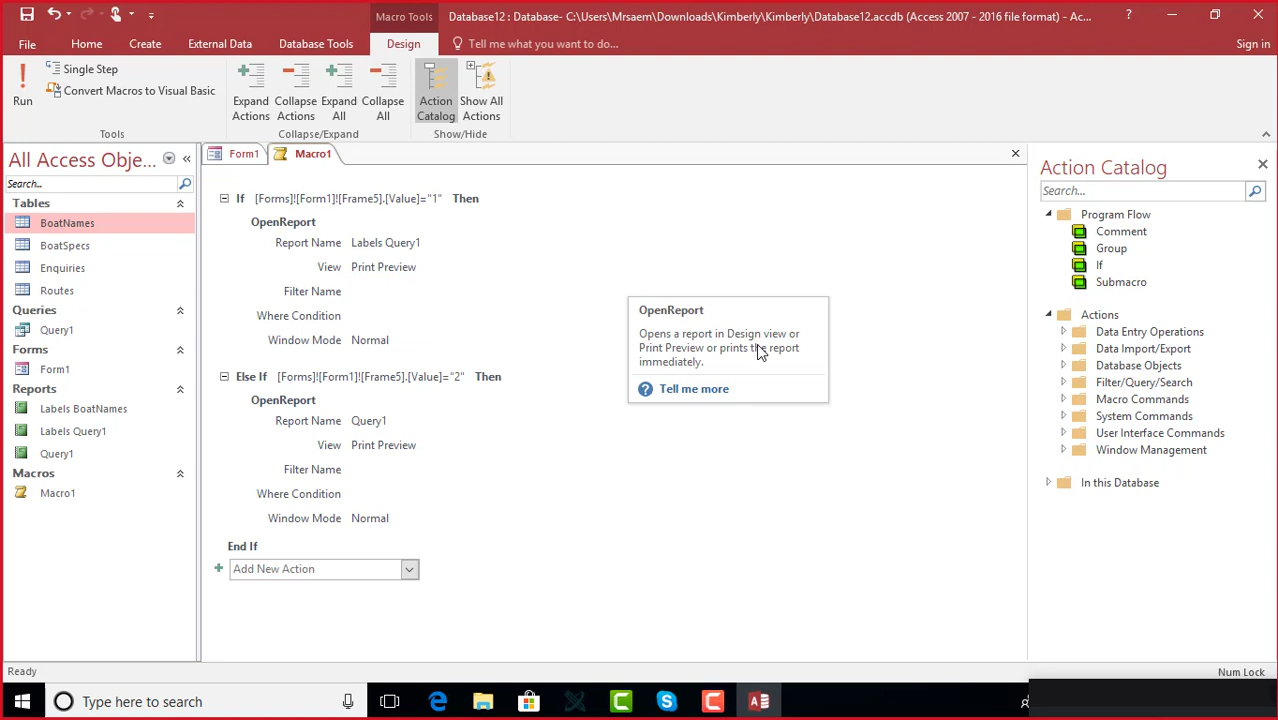 Macro Tools
Database12 : Database- C:\Users\Mrsaem\Downloads\Kimberly\Kimberly\Database12.accdb (Access 2007 - 2016 file format) - Ac...
?
File
Home
Create
External Data
Database Tools
Design
Tell me what you want to do...
Sign in
Run
Single Step
Convert Macros to Visual Basic
Expand Actions
Collapse Actions
Expand All
Collapse All
Action Catalog
Show All Actions
Tools
Collapse/Expand
Show/Hide
All Access Obje...
Search...
Tables
BoatNames
BoatSpecs
Enquiries
Routes
Queries
Query1
Forms
Form1
Reports
Labels BoatNames
Labels Query1
Query1
Macros
Macro1
Form1
Macro1
If [Forms]![Form1]![Frame5].[Value]="1" Then
OpenReport
Report Name Labels Query1
View Print Preview
Filter Name
Where Condition
Window Mode Normal
Else If [Forms]![Form1]![Frame5].[Value]="2" Then
OpenReport
Report Name Query1
View Print Preview
Filter Name
Where Condition
Window Mode Normal
End If
Add New Action
OpenReport
Opens a report in Design view or
Print Preview or prints the report
immediately.
Tell me more
Action Catalog
Search...
Program Flow
Comment
Group
If
Submacro
Actions
Data Entry Operations
Data Import/Export
Database Objects
Filter/Query/Search
Macro Commands
System Commands
User Interface Commands
Window Management
In this Database
Ready
Num Lock
Type here to search